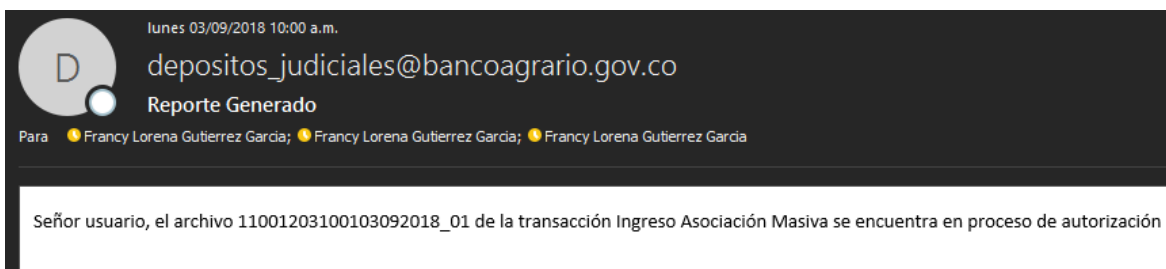 lunes 03/09/2018 10:00 a.m.
D
depositos_judiciales@bancoagrario.gov.co
Reporte Generado
Para Francy Lorena Gutierrez Garcia; Francy Lorena Gutierrez Garcia; Francy Lorena Gutierrez Garcia
Señor usuario, el archivo 11001203100103092018_01 de la transacción Ingreso Asociación Masiva se encuentra en proceso de autorización